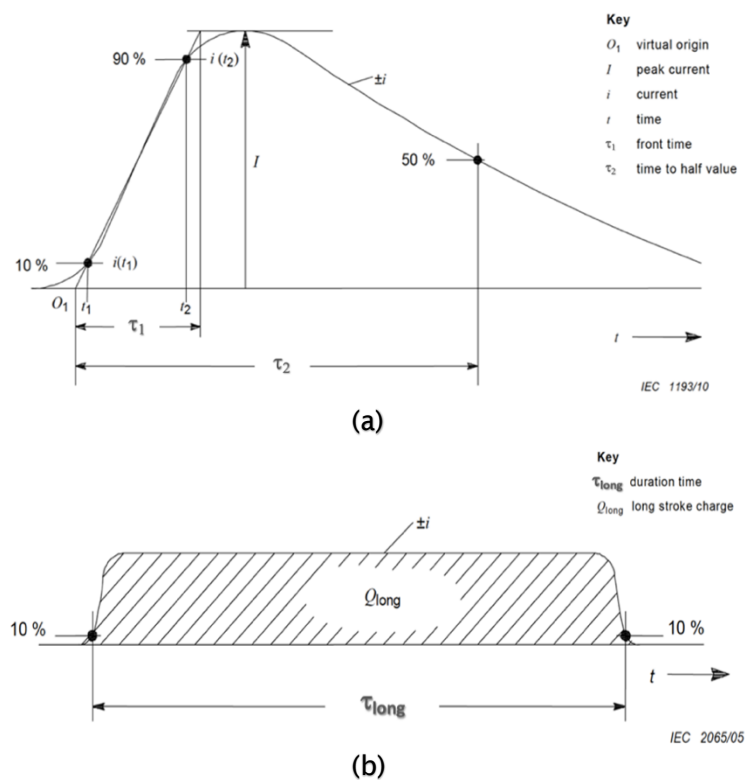 Key
O₁ virtual origin
I peak current
i current
t time
τ₁ front time
τ₂ time to half value
90 %
i (t₂)
±i
I
50 %
10 %
i(t₁)
O₁ t₁ t₂
τ₁
t
τ₂
IEC 1193/10
(a)
Key
τlong duration time
Qlong long stroke charge
±i
Qlong
10 % 10 %
t
τlong
IEC 2065/05
(b)